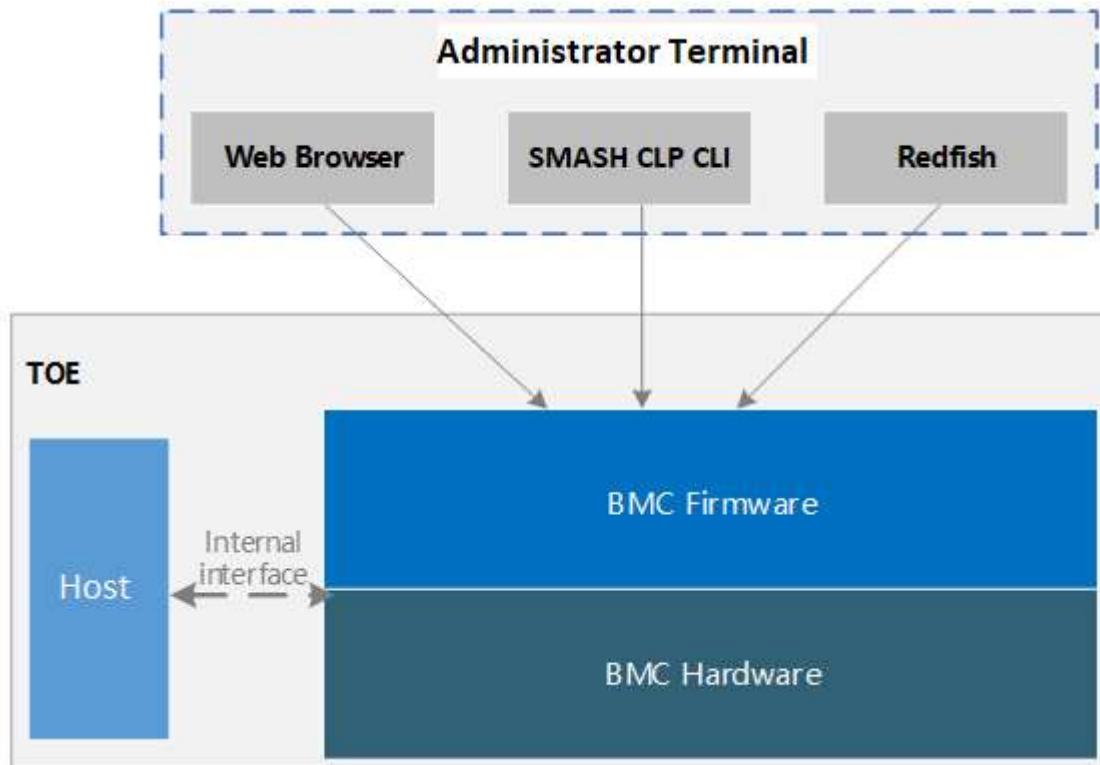 Administrator Terminal
Web Browser
SMASH CLP CLI
Redfish
TOE
BMC Firmware
Internal
interface
Host
BMC Hardware